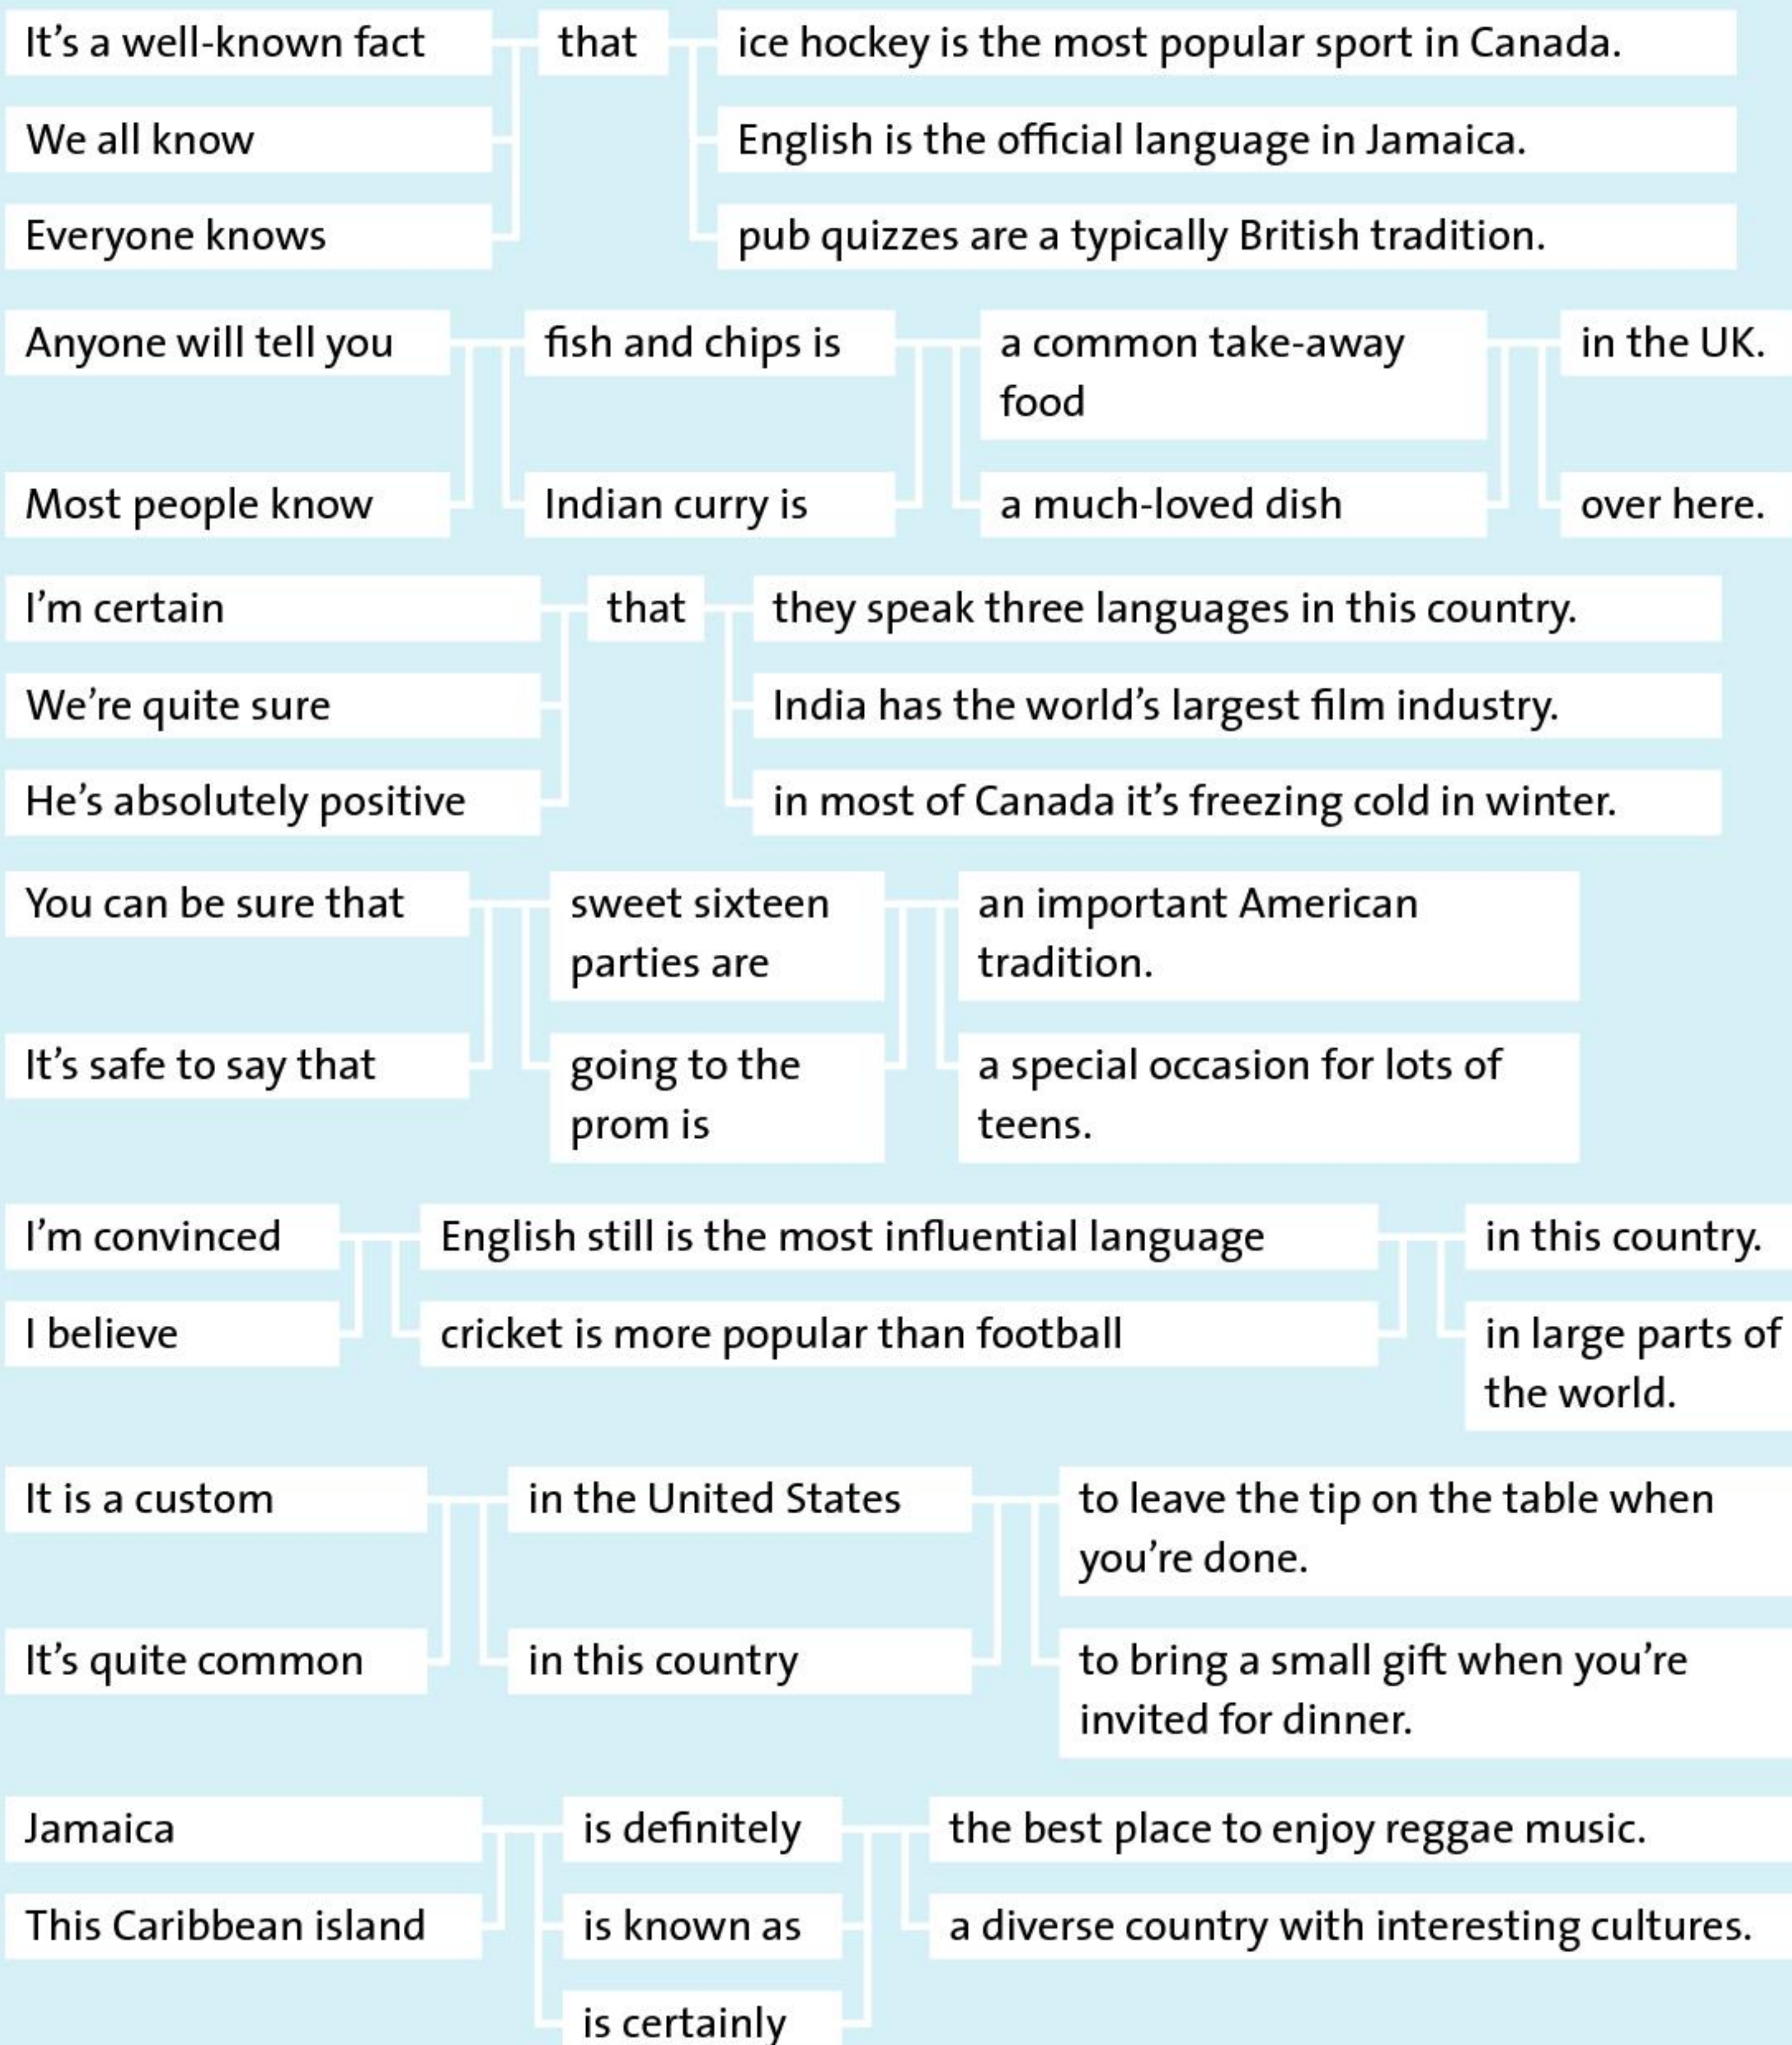 It’s a well-known fact that ice hockey is the most popular sport in Canada.
We all know English is the official language in Jamaica.
Everyone knows pub quizzes are a typically British tradition.
Anyone will tell you fish and chips is a common take-away in the UK.
food
Most people know Indian curry is a much-loved dish over here.
I’m certain that they speak three languages in this country.
We’re quite sure India has the world’s largest film industry.
He’s absolutely positive in most of Canada it’s freezing cold in winter.
You can be sure that sweet sixteen an important American
parties are tradition.
It’s safe to say that going to the a special occasion for lots of
prom is teens.
I’m convinced English still is the most influential language in this country.
I believe cricket is more popular than football in large parts of
the world.
It is a custom in the United States to leave the tip on the table when
you’re done.
It’s quite common in this country to bring a small gift when you’re
invited for dinner.
Jamaica is definitely the best place to enjoy reggae music.
This Caribbean island is known as a diverse country with interesting cultures.
is certainly